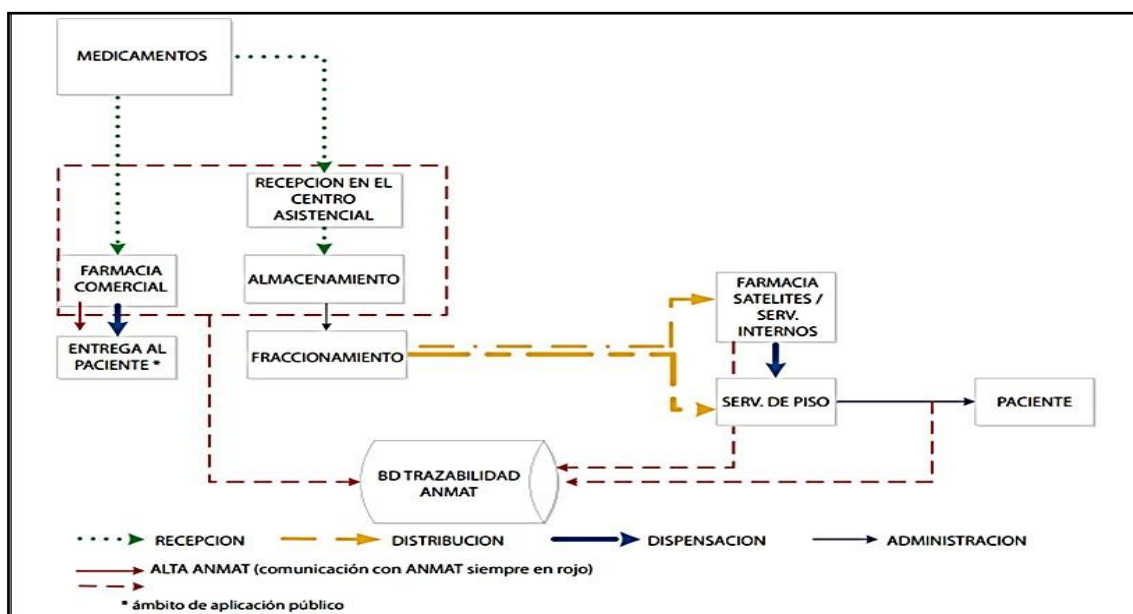 MEDICAMENTOS
RECEPCION EN EL
CENTRO
ASISTENCIAL
FARMACIA
COMERCIAL
ALMACENAMIENTO
FARMACIA
SATELITES /
SERV.
INTERNOS
ENTREGA AL
PACIENTE *
FRACCIONAMIENTO
SERV. DE PISO
PACIENTE
BD TRAZABILIDAD
ANMAT
RECEPCION
DISTRIBUCION
DISPENSACION
ADMINISTRACION
ALTA ANMAT (comunicación con ANMAT siempre en rojo)
* ámbito de aplicación público